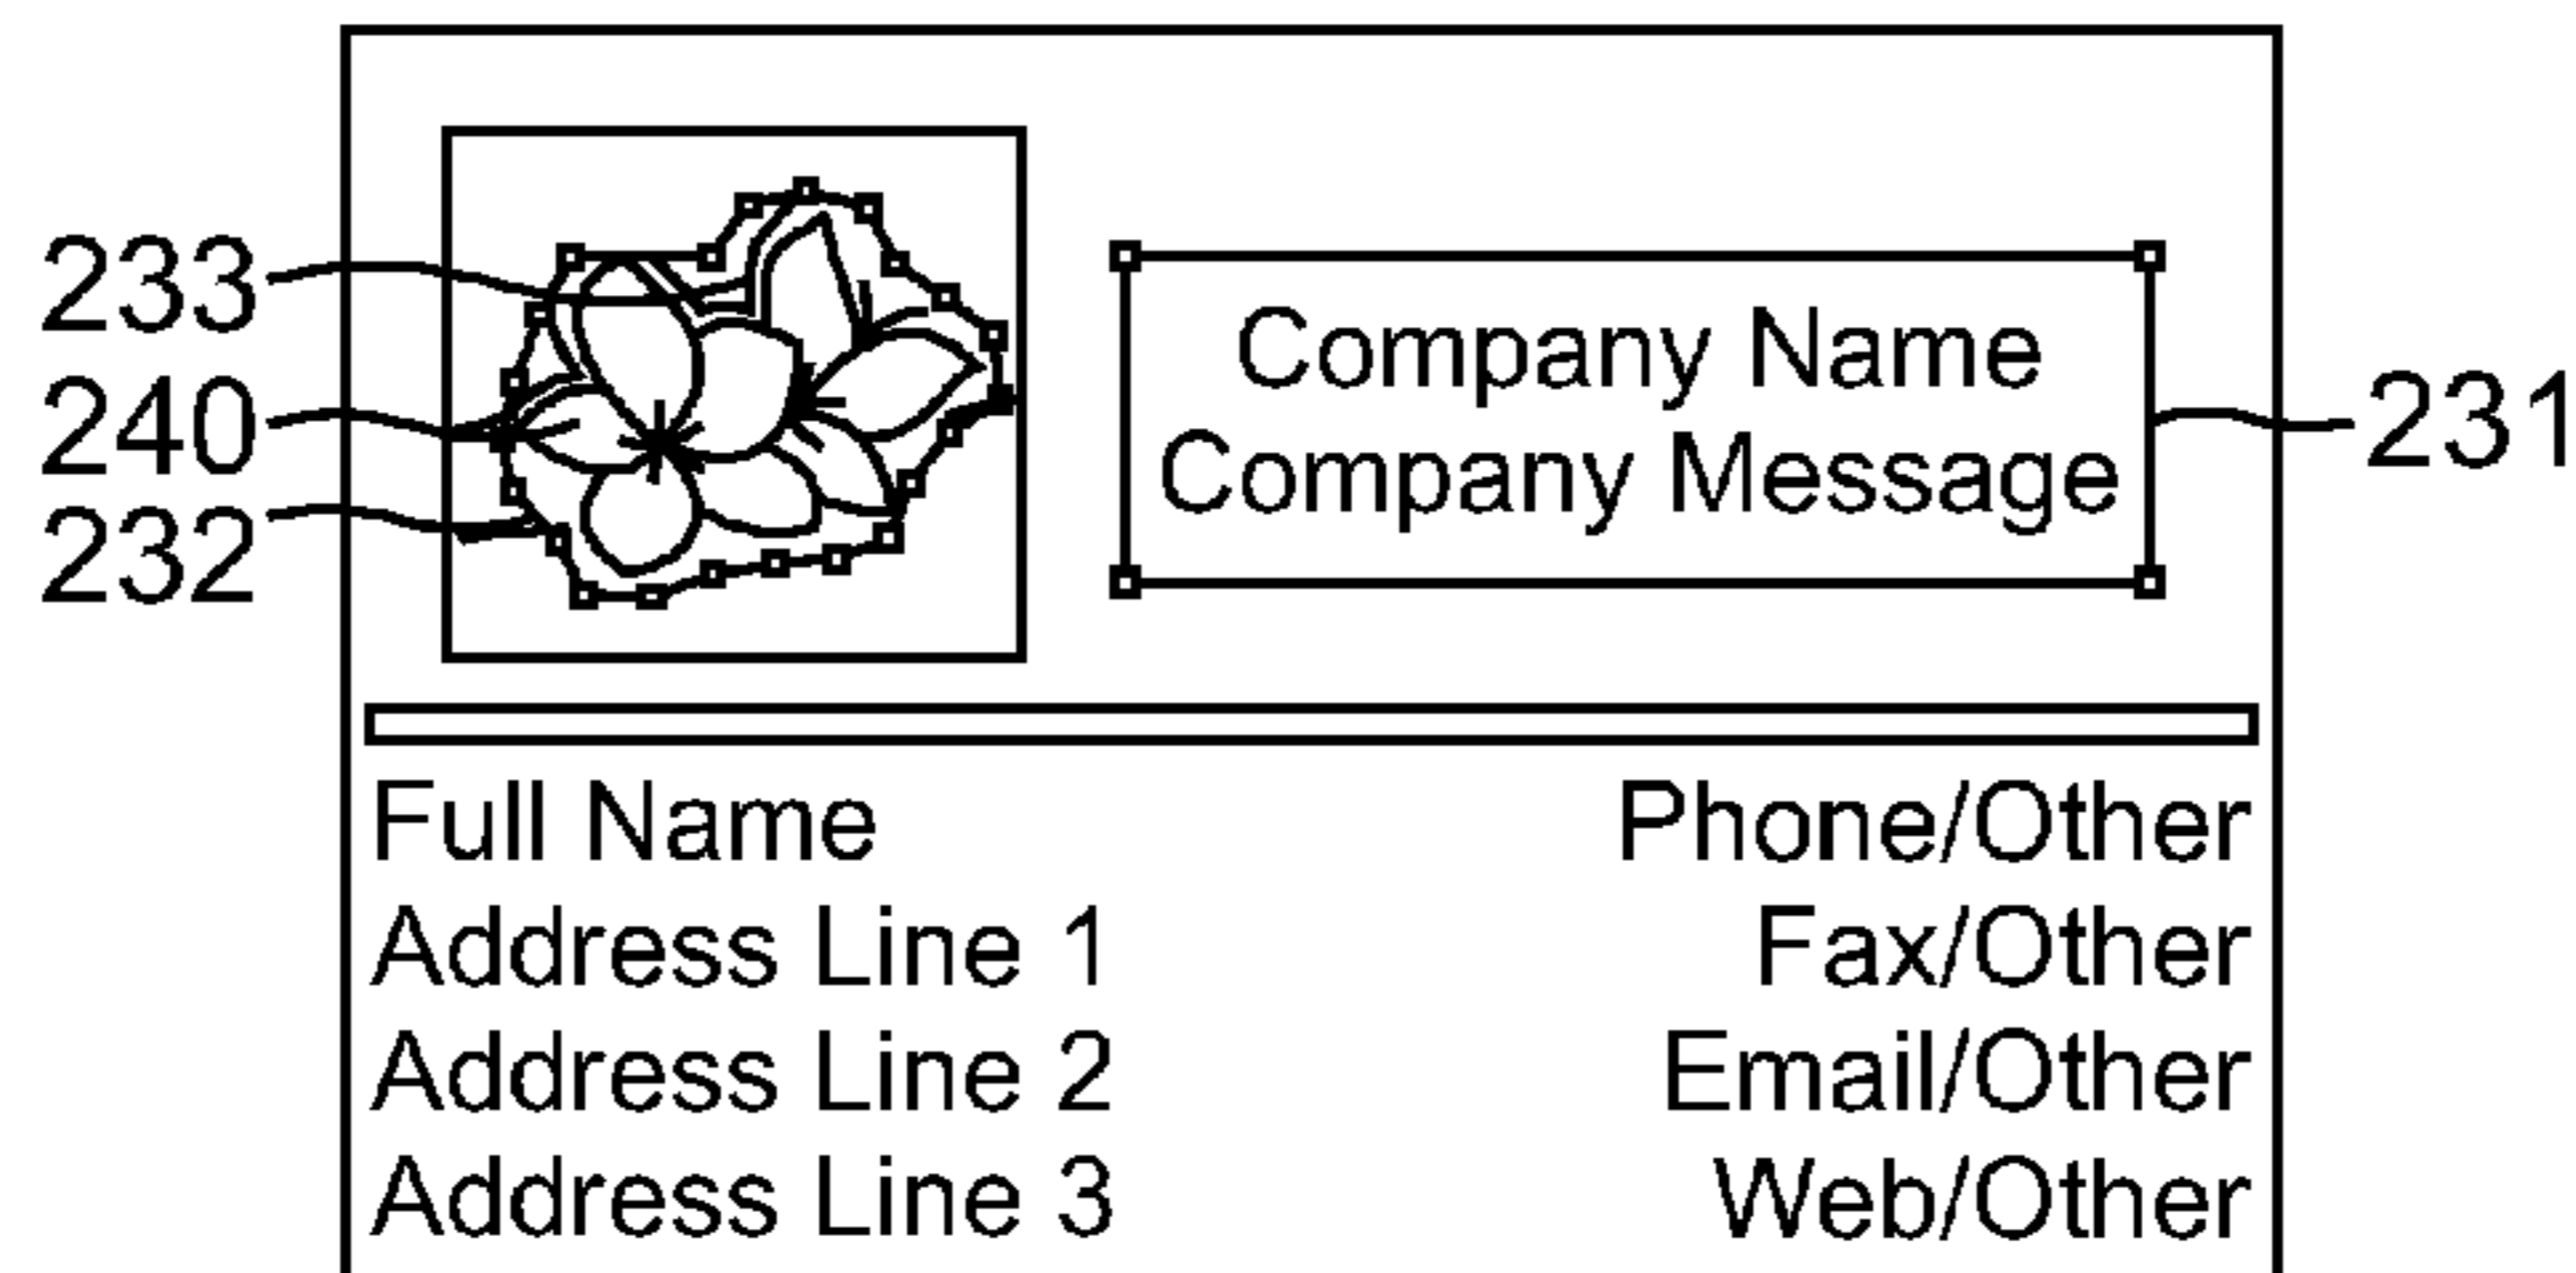 233
240
232
Company Name
Company Message
231
Full Name
Address Line 1
Address Line 2
Address Line 3
Phone/Other
Fax/Other
Email/Other
Web/Other